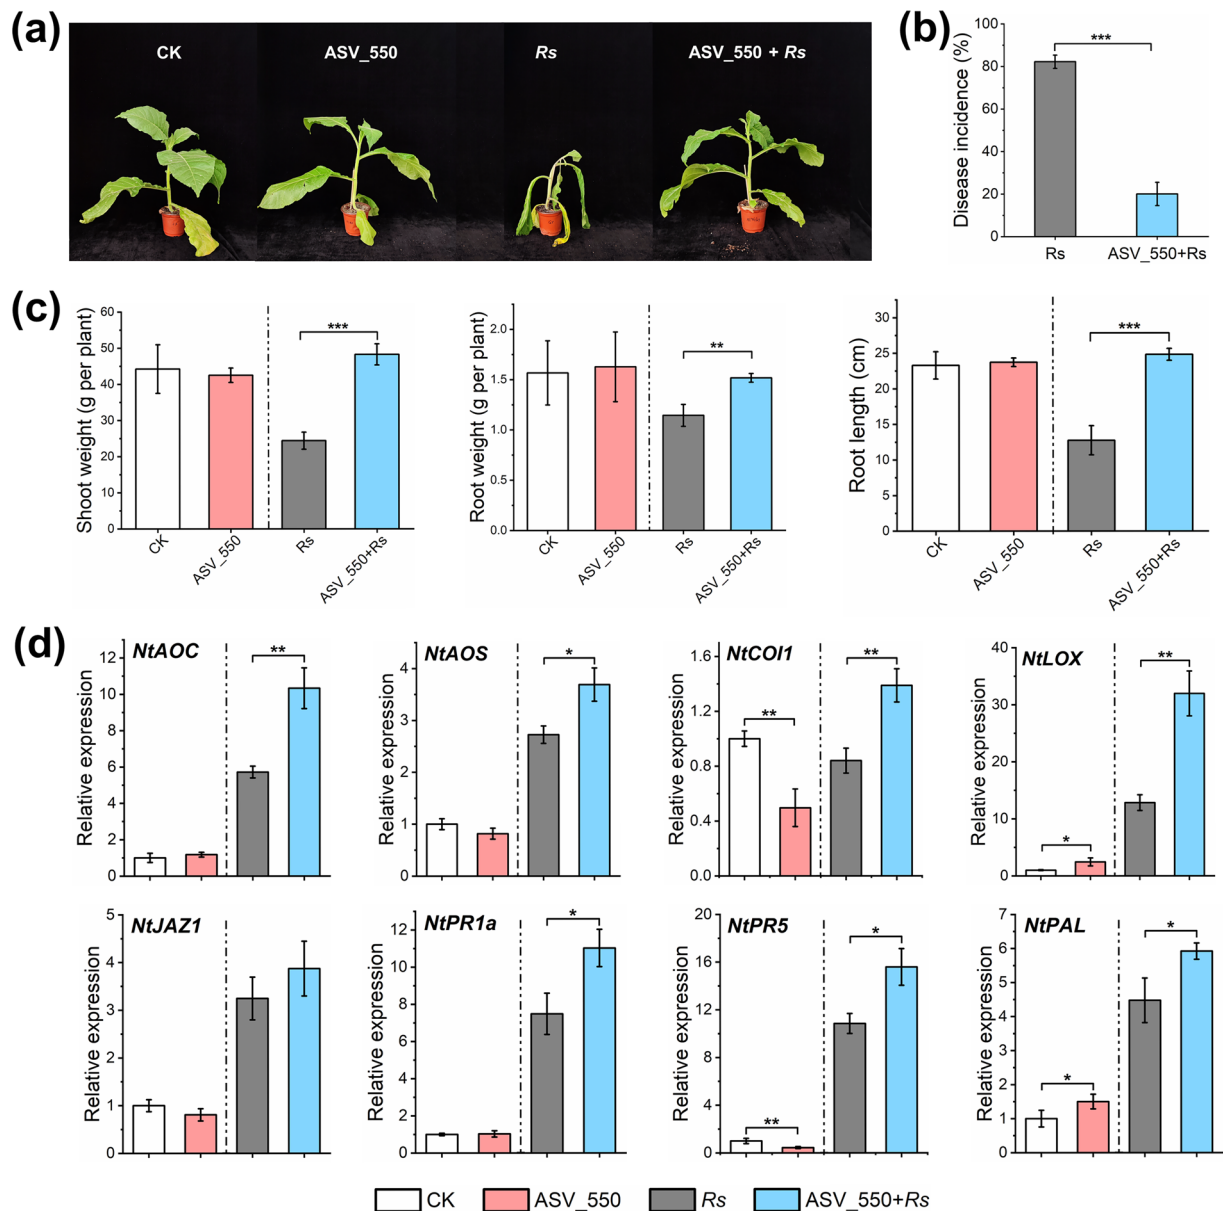 (a)
CK
ASV_550
Rs
ASV_550 + Rs
(b)
Disease incidence (%)
100
80
60
40
20
0
***
Rs
ASV_550+Rs
(c)
Shoot weight (g per plant)
60
50
40
30
20
10
0
***
CK
ASV_550
Rs
ASV_550+Rs
Root weight (g per plant)
2.0
1.5
1.0
0.5
0.0
**
CK
ASV_550
Rs
ASV_550+Rs
Root length (cm)
30
25
20
15
10
5
0
***
CK
ASV_550
Rs
ASV_550+Rs
(d)
NtAOC
Relative expression
12
10
8
6
4
2
0
**
NtAOS
Relative expression
4
3
2
1
0
*
NtCOI1
Relative expression
1.6
1.2
0.8
0.4
0.0
**
**
NtLOX
Relative expression
40
30
20
10
0
*
**
NtJAZ1
Relative expression
5
4
3
2
1
0
NtPR1a
Relative expression
12
10
8
6
4
2
0
*
NtPR5
Relative expression
20
16
12
8
4
0
**
*
NtPAL
Relative expression
7
6
5
4
3
2
1
0
*
*
CK
ASV_550
Rs
ASV_550+Rs